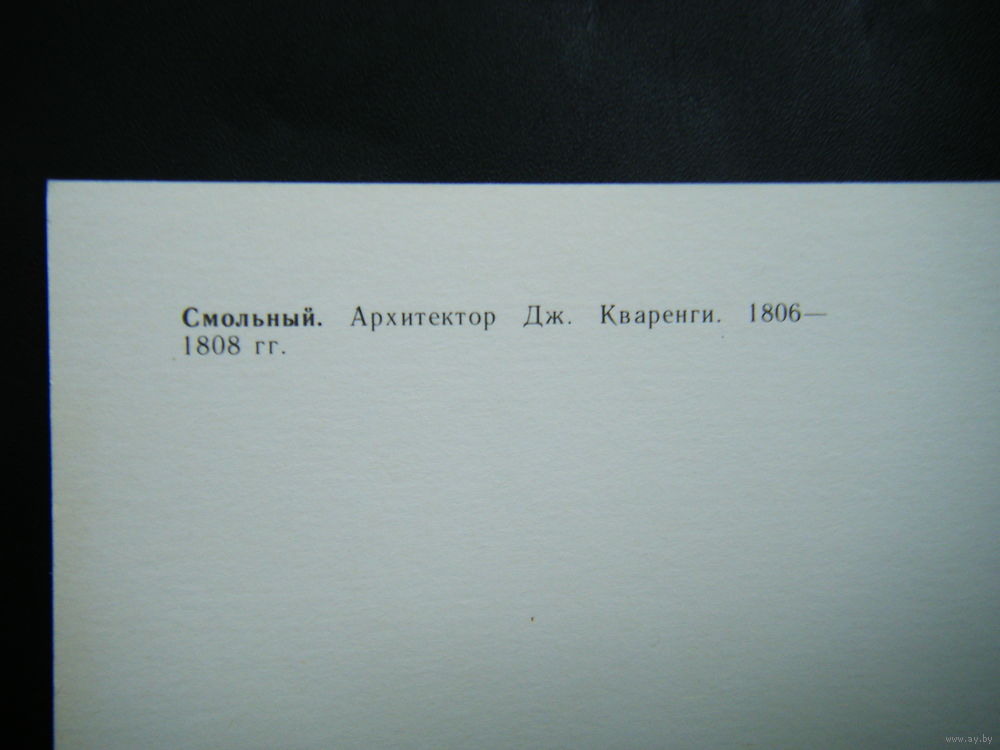 Смольный. Архитектор Дж. Кваренги. 1806—
1808 гг.
www.ay.by